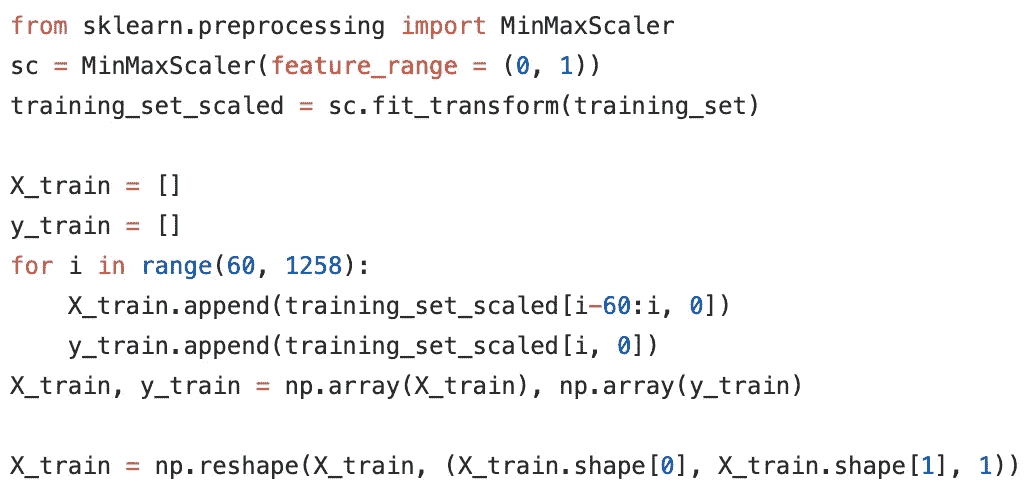 from sklearn.preprocessing import MinMaxScaler
sc = MinMaxScaler(feature_range = (0, 1))
training_set_scaled = sc.fit_transform(training_set)

X_train = []
y_train = []
for i in range(60, 1258):
    X_train.append(training_set_scaled[i-60:i, 0])
    y_train.append(training_set_scaled[i, 0])
X_train, y_train = np.array(X_train), np.array(y_train)

X_train = np.reshape(X_train, (X_train.shape[0], X_train.shape[1], 1))